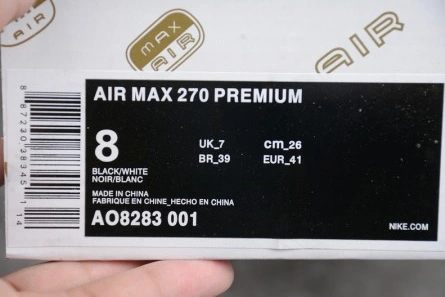 MAX
AIR
AIR
AIR MAX 270 PREMIUM
8
UK_7 cm_26
BR_39 EUR_41
BLACK/WHITE
NOIR/BLANC
MADE IN CHINA
FABRIQUE EN CHINE_HECHO EN CHINA
AO8283 001
NIKE.COM